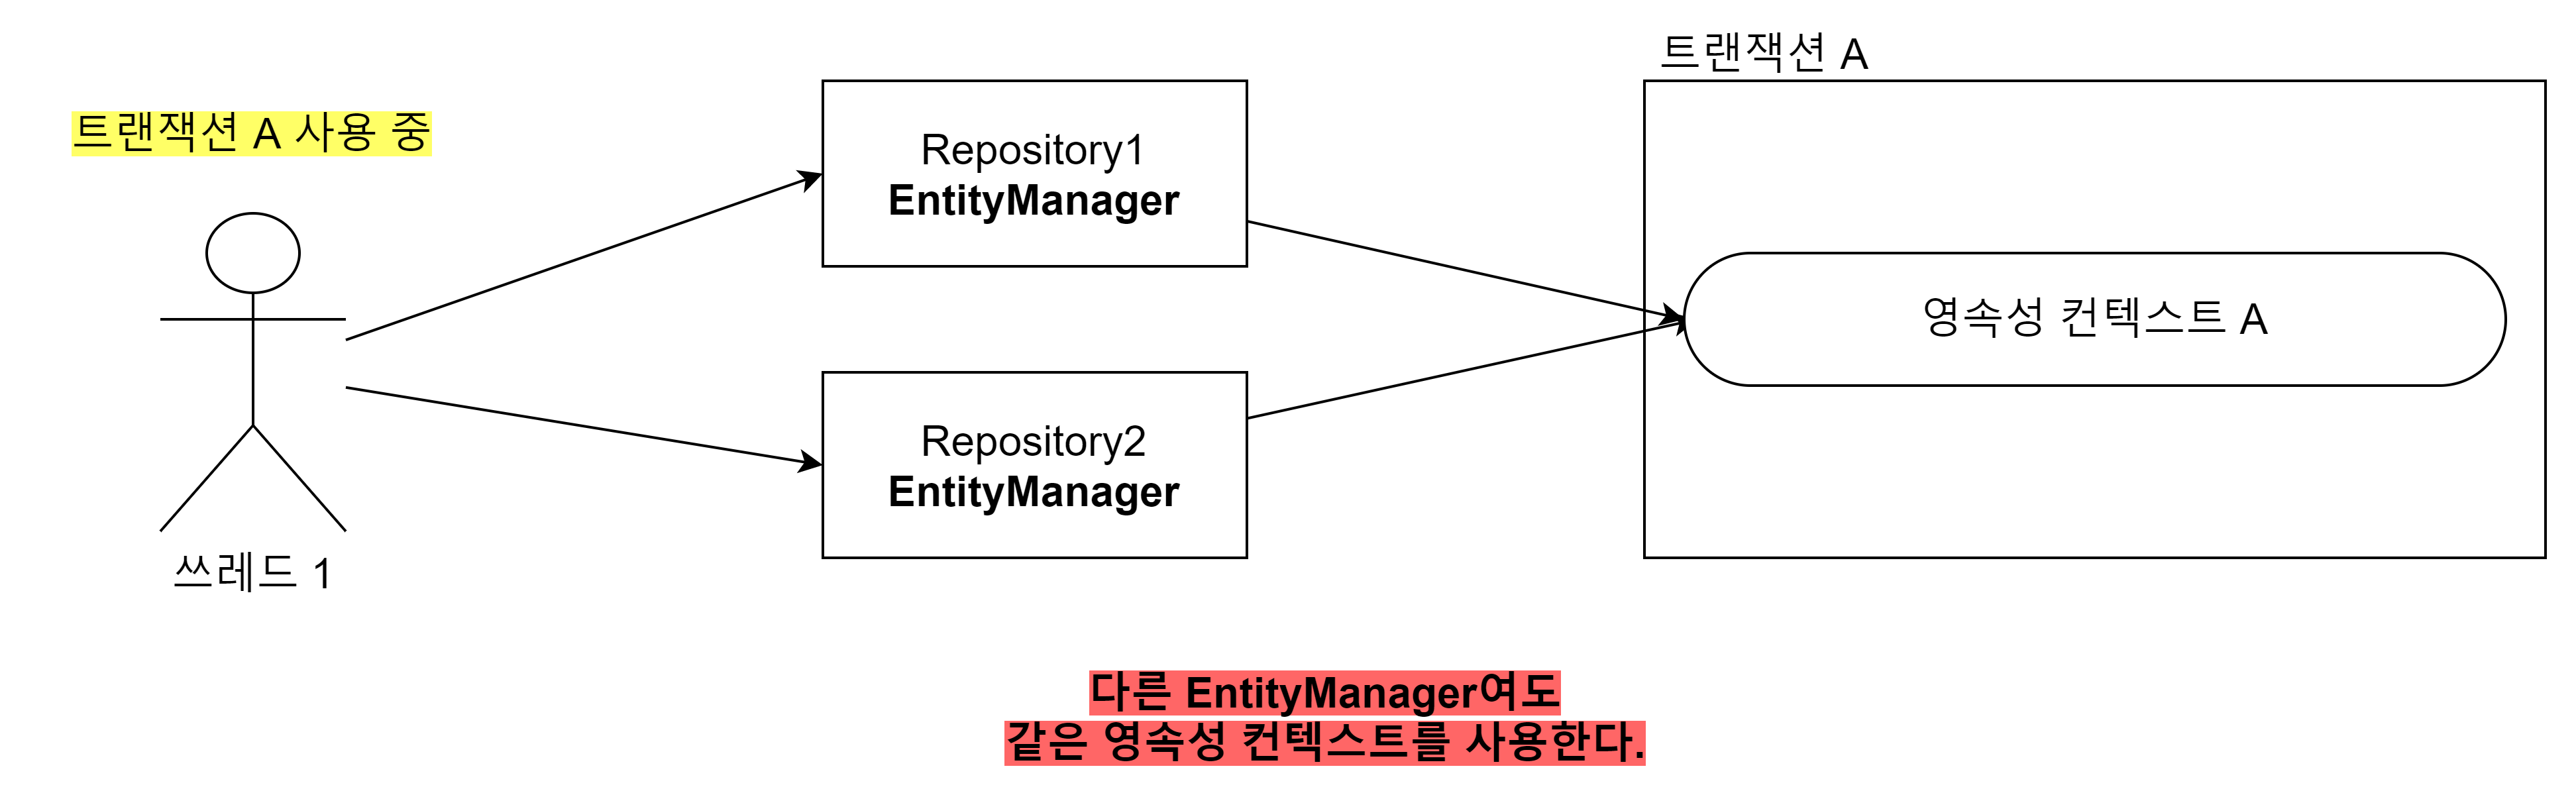 트랜잭션 A
트랜잭션 A 사용 중
Repository1
EntityManager
영속성 컨텍스트 A
Repository2
EntityManager
쓰레드 1
다른 EntityManager여도
같은 영속성 컨텍스트를 사용한다.